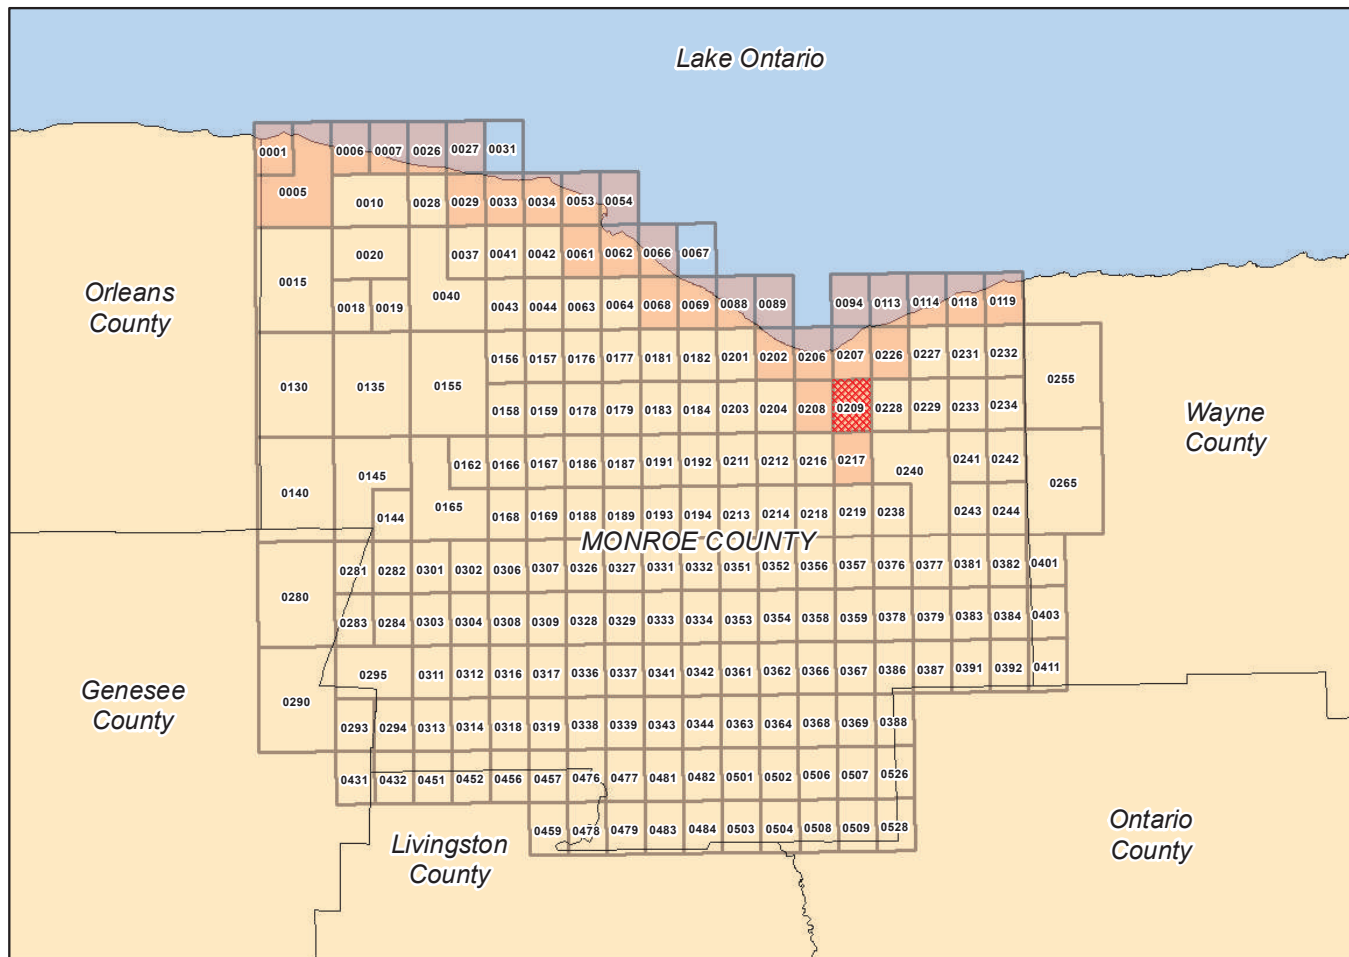 Lake Ontario
0001
0006 0007 0026 0027 0031
0005
0010 0028 0029 0033 0034 0053 0054
0015
0020
0037 0041 0042 0061 0062 0066 0067
Orleans
County
0018 0019
0040
0043 0044 0063 0064 0068 0069 0088 0089 0094 0113 0114 0118 0119
0130
0135
0155
0156 0157 0176 0177 0181 0182 0201 0202 0206 0207 0226 0227 0231 0232
0255
0158 0159 0178 0179 0183 0184 0203 0204 0208 0209 0228 0229 0233 0234
Wayne
County
0140
0145
0144
0162 0166 0167 0186 0187 0191 0192 0211 0212 0216 0217
0240
0241 0242
0265
0165
0168 0169 0188 0189 0193 0194 0213 0214 0218 0219 0238
0243 0244
MONROE COUNTY
0280
0281 0282 0301 0302 0306 0307 0326 0327 0331 0332 0351 0352 0356 0357 0376 0377 0381 0382 0401
0283 0284 0303 0304 0308 0309 0328 0329 0333 0334 0353 0354 0358 0359 0378 0379 0383 0384 0403
Genesee
County
0290
0295
0311 0312 0316 0317 0336 0337 0341 0342 0361 0362 0366 0367 0386 0387 0391 0392 0411
0293 0294 0313 0314 0318 0319 0338 0339 0343 0344 0363 0364 0368 0369 0388
0431 0432 0451 0452 0456 0457 0476 0477 0481 0482 0501 0502 0506 0507 0526
0459 0478 0479 0483 0484 0503 0504 0508 0509 0528
Livingston
County
Ontario
County